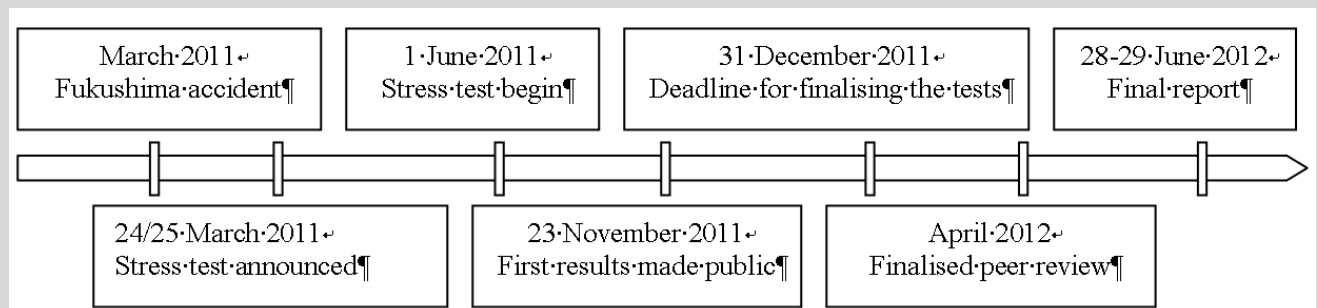 March·2011↵
Fukushima·accident¶
1·June·2011↵
Stress·test·begin¶
31·December·2011↵
Deadline·for·finalising·the·tests¶
28-29·June·2012↵
Final·report¶
24/25·March·2011↵
Stress·test·announced¶
23·November·2011↵
First·results·made·public¶
April·2012↵
Finalised·peer·review¶